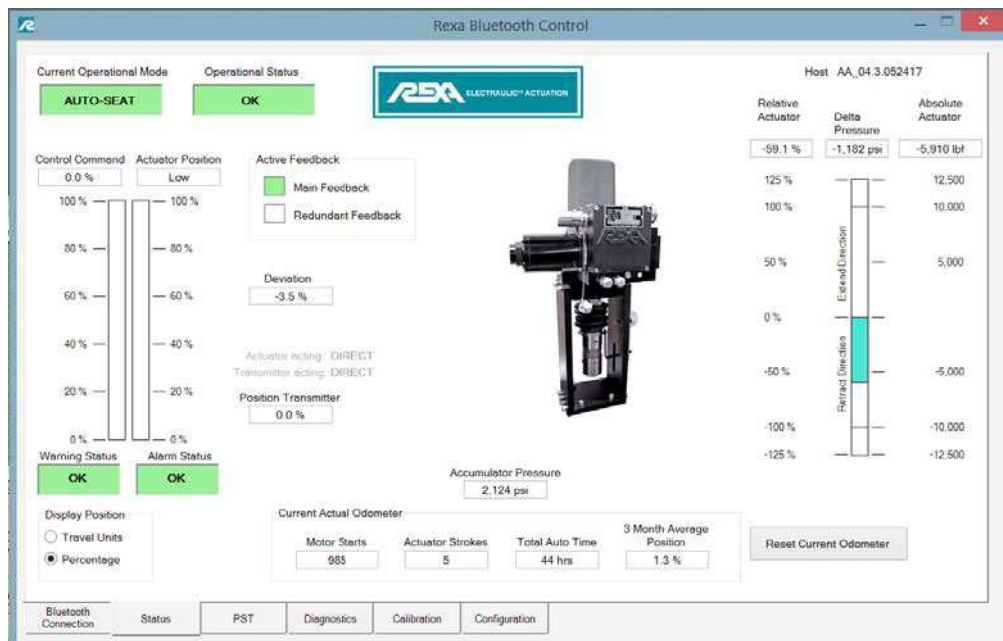 Rexa Bluetooth Control
Current Operational Mode
Operational Status
AUTO-SEAT
OK
REXA ELECTRAULIC™ ACTUATION
Host AA_04.3.052417
Relative Actuator
Delta Pressure
Absolute Actuator
-59.1 %
-1,182 psi
-5,910 lbf
Control Command
Actuator Position
0.0 %
Low
100 %
80 %
60 %
40 %
20 %
0 %
100 %
80 %
60 %
40 %
20 %
0 %
Active Feedback
Main Feedback
Redundant Feedback
Deviation
-3.5 %
Actuator acting: DIRECT
Transmitter acting: DIRECT
Position Transmitter
0.0 %
REXA
125 %
100 %
50 %
0 %
-50 %
-100 %
-125 %
Extend Direction
Retract Direction
12,500
10,000
5,000
-5,000
-10,000
-12,500
Warning Status
Alarm Status
OK
OK
Accumulator Pressure
2,124 psi
Display Position
Travel Units
Percentage
Current Actual Odometer
Motor Starts
985
Actuator Strokes
5
Total Auto Time
44 hrs
3 Month Average Position
1.3 %
Reset Current Odometer
Bluetooth Connection
Status
PST
Diagnostics
Calibration
Configuration